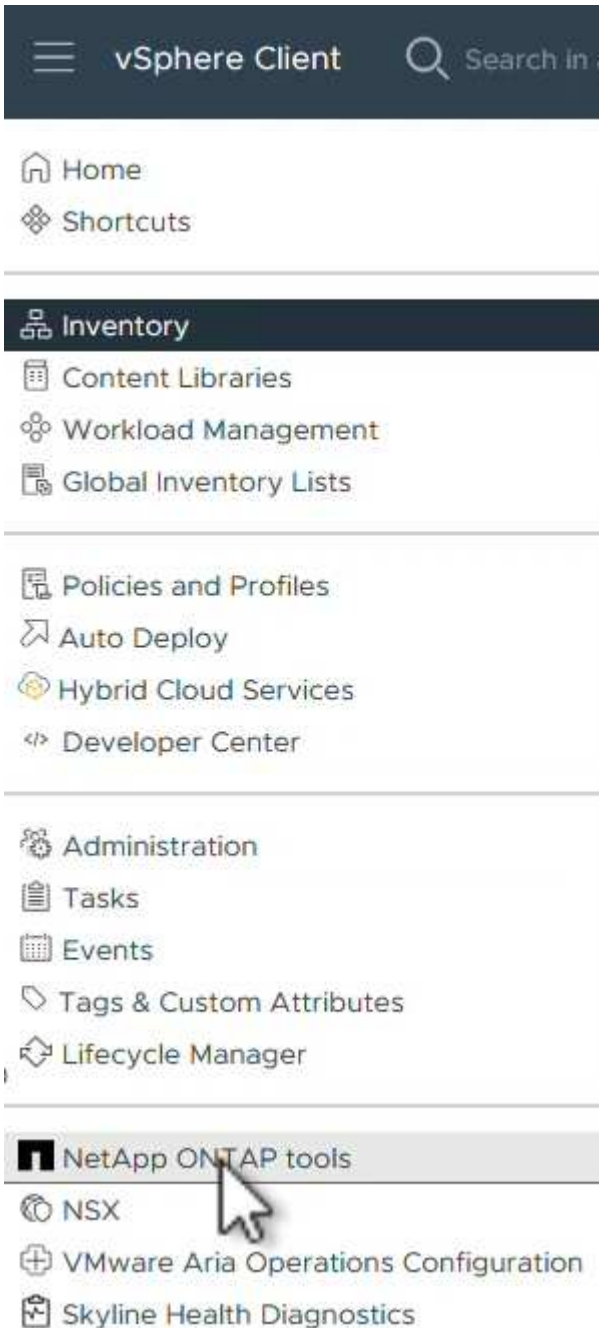 vSphere Client
Search in
Home
Shortcuts
Inventory
Content Libraries
Workload Management
Global Inventory Lists
Policies and Profiles
Auto Deploy
Hybrid Cloud Services
Developer Center
Administration
Tasks
Events
Tags & Custom Attributes
Lifecycle Manager
NetApp ONTAP tools
NSX
VMware Aria Operations Configuration
Skyline Health Diagnostics